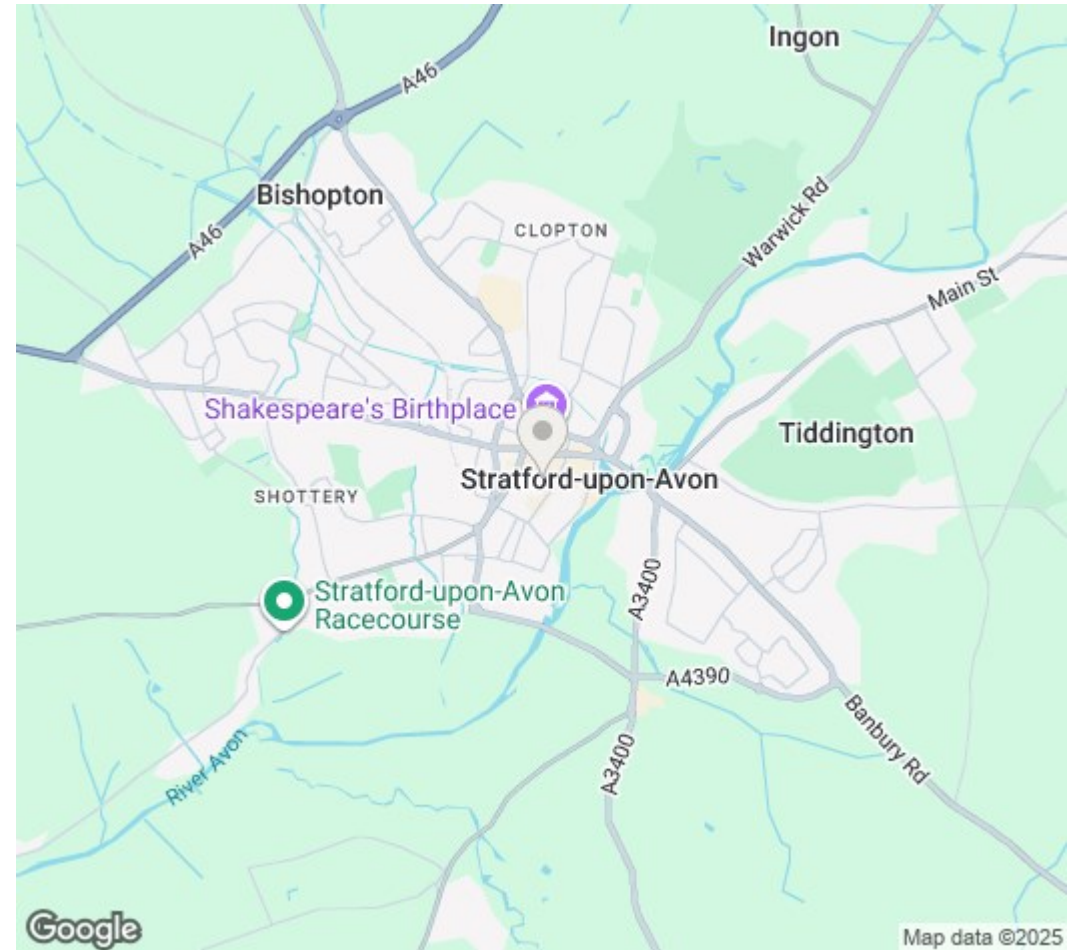 Ingon
A46
Bishopton
CLOPTON
Warwick Rd
A46
Main St
Shakespeare's Birthplace
Tiddington
Stratford-upon-Avon
SHOTTERY
Stratford-upon-Avon
Racecourse
A3400
A4390
Banbury Rd
River Avon
A3400
Google
Map data ©2025